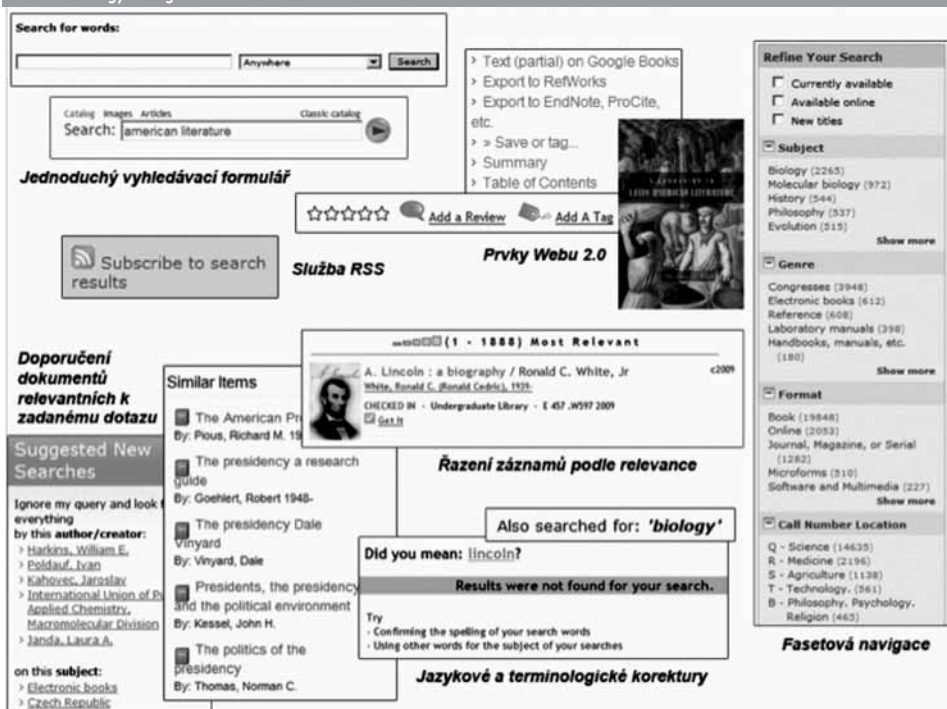 Search for words:
Anywhere
Search
Catalog Images Articles Classic catalog
Search: american literature
Jednoduchý vyhledávací formulář
> Text (partial) on Google Books
> Export to RefWorks
> Export to EndNote, ProCite,
etc.
> » Save or tag...
> Summary
> Table of Contents
LATIN AMERICAN LITERATURE
Add a Review Add A Tag
Prvky Webu 2.0
Subscribe to search
results
Služba RSS
Doporučení
dokumentů
relevantních k
zadanému dotazu
Suggested New
Searches
Ignore my query and look f
everything
by this author/creator:
> Harkins, William E.
> Poldauf, Ivan
> Kahovec, Jaroslav
> International Union of Pu
Applied Chemistry.
Macromolecular Division
> Janda, Laura A.
on this subject:
> Electronic books
> Czech Republic
Similar Items
The American Pr
By: Pious, Richard M. 19
The presidency a research
guide
By: Goehlert, Robert 1948-
The presidency Dale
Vinyard
By: Vinyard, Dale
Presidents, the presidency
and the political environment
By: Kessel, John H.
The politics of the
presidency
By: Thomas, Norman C.
(1 - 1888) Most Relevant
A. Lincoln : a biography / Ronald C. White, Jr c2009
White, Ronald C. (Ronald Cedric), 1939-
CHECKED IN - Undergraduate Library - E 457 .W597 2009
Get It
Řazení záznamů podle relevance
Also searched for: 'biology'
Did you mean: lincoln?
Results were not found for your search.
Try
- Confirming the spelling of your search words
- Using other words for the subject of your searches
Jazykové a terminologické korektury
Refine Your Search
Currently available
Available online
New titles
Subject
Biology (2265)
Molecular biology (972)
History (544)
Philosophy (537)
Evolution (515)
Show more
Genre
Congresses (3948)
Electronic books (612)
Reference (608)
Laboratory manuals (398)
Handbooks, manuals, etc.
(180)
Show more
Format
Book (19848)
Online (2053)
Journal, Magazine, or Serial
(1282)
Microforms (510)
Software and Multimedia (227)
Show more
Call Number Location
Q - Science (14635)
R - Medicine (2196)
S - Agriculture (1138)
T - Technology. (561)
B - Philosophy. Psychology.
Religion (465)
Fasetová navigace